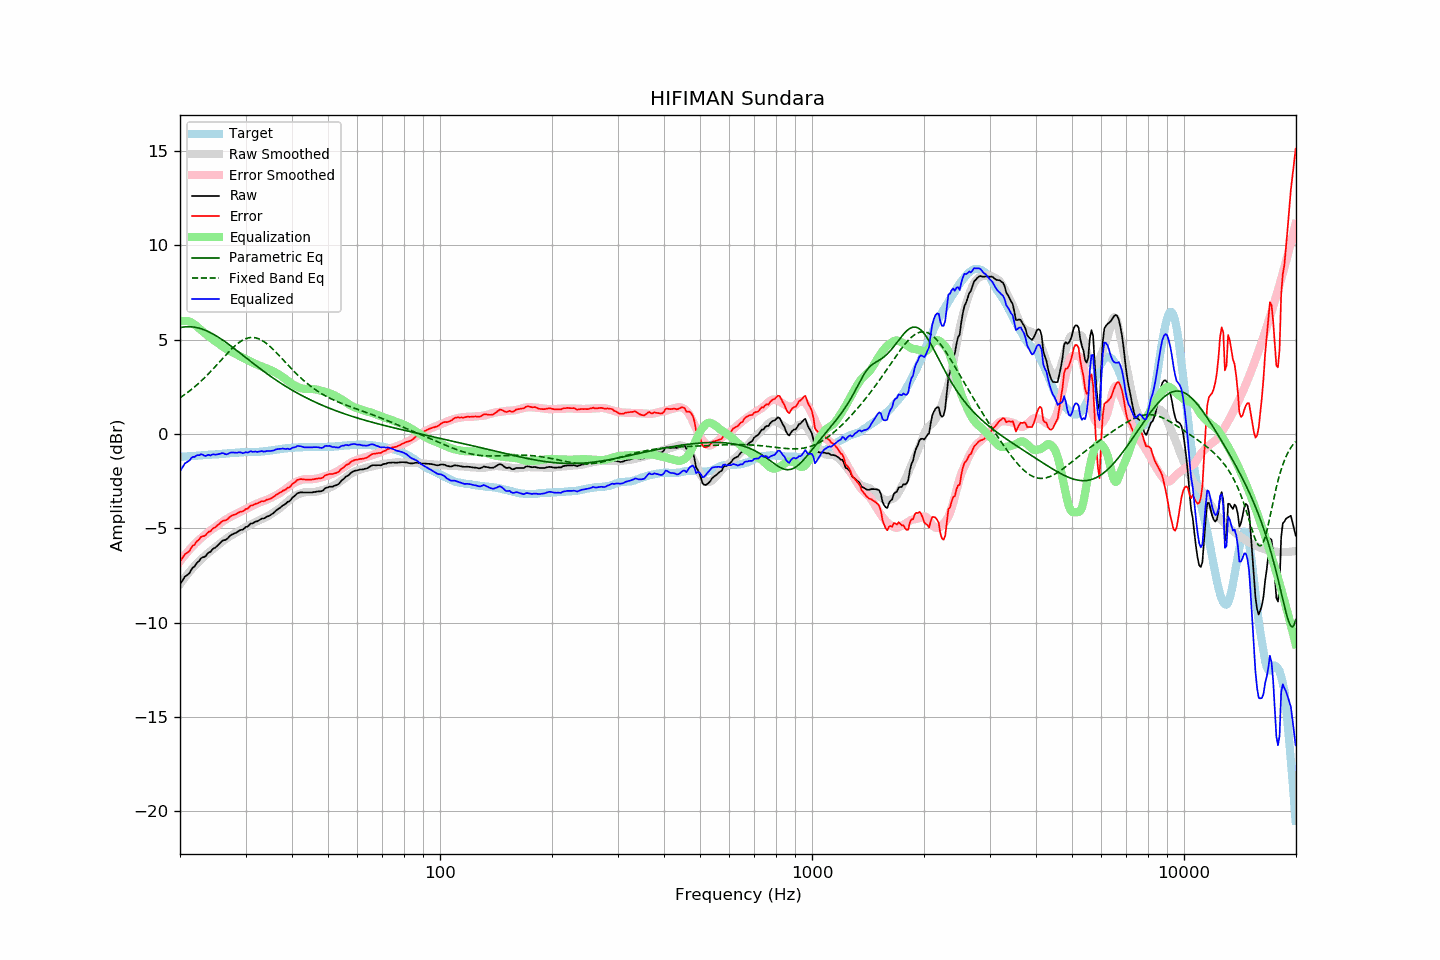 HIFIMAN Sundara
Target
Raw Smoothed
Error Smoothed
Raw
Error
Equalization
Parametric Eq
Fixed Band Eq
Equalized
15
10
5
0
−5
−10
−15
−20
Amplitude (dBr)
100
1000
10000
Frequency (Hz)